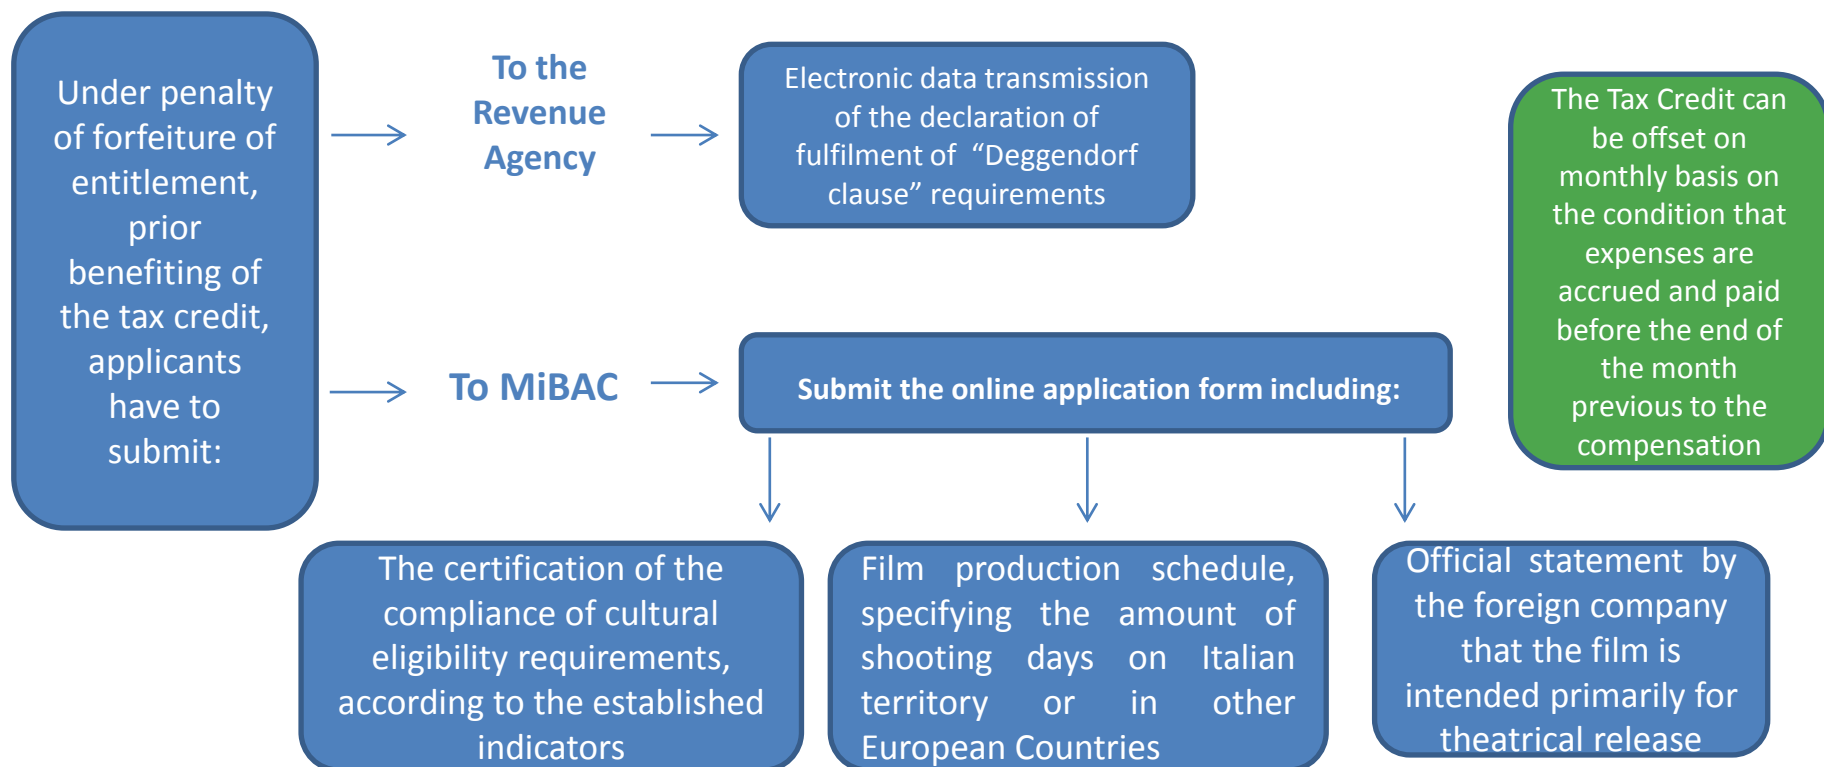 Under penalty
of forfeiture of
entitlement,
prior
benefiting of
the tax credit,
applicants
have to
submit:
To the
Revenue
Agency
Electronic data transmission
of the declaration of
fulfilment of “Deggendorf
clause” requirements
To MiBAC
Submit the online application form including:
The certification of the
compliance of cultural
eligibility requirements,
according to the established
indicators
Film production schedule,
specifying the amount of
shooting days on Italian
territory or in other
European Countries
Official statement by
the foreign company
that the film is
intended primarily for
theatrical release
The Tax Credit can
be offset on
monthly basis on
the condition that
expenses are
accrued and paid
before the end of
the month
previous to the
compensation